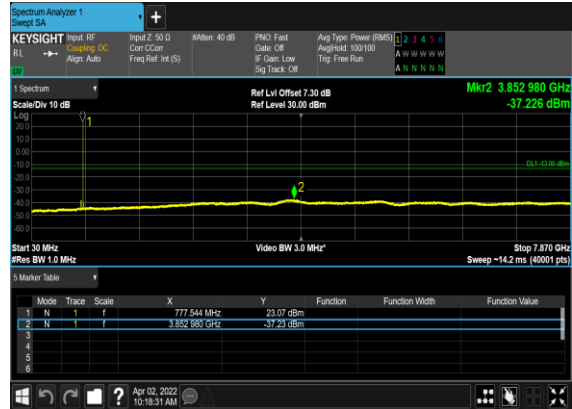 Spectrum Analyzer 1
Swept SA
+
KEYSIGHT Input: RF Input Z: 50 Ω #Atten: 40 dB PNO: Fast Avg Type: Power (RMS) 1 2 3 4 5 6
RL Coupling: DC Corr CCorr Gate: Off Avg|Hold: 100/100 A W W W W W
Align: Auto Freq Ref: Int (S) IF Gain: Low Trig: Free Run
Sig Track: Off A N N N N N
1 Spectrum Ref Lvl Offset 7.30 dB Mkr2 3.852 980 GHz
Scale/Div 10 dB Ref Level 30.00 dBm -37.226 dBm
Log
1
20.0
10.0
0.00
-10.0
DL1 -13.00 dBm
-20.0
-30.0
2
-40.0
-50.0
-60.0
Start 30 MHz Video BW 3.0 MHz* Stop 7.870 GHz
#Res BW 1.0 MHz Sweep ~14.2 ms (40001 pts)
5 Marker Table
Mode Trace Scale X Y Function Function Width Function Value
1 N 1 f 777.544 MHz 23.07 dBm
2 N 1 f 3.852 980 GHz -37.23 dBm
3
4
5
6
? Apr 02, 2022
10:18:31 AM